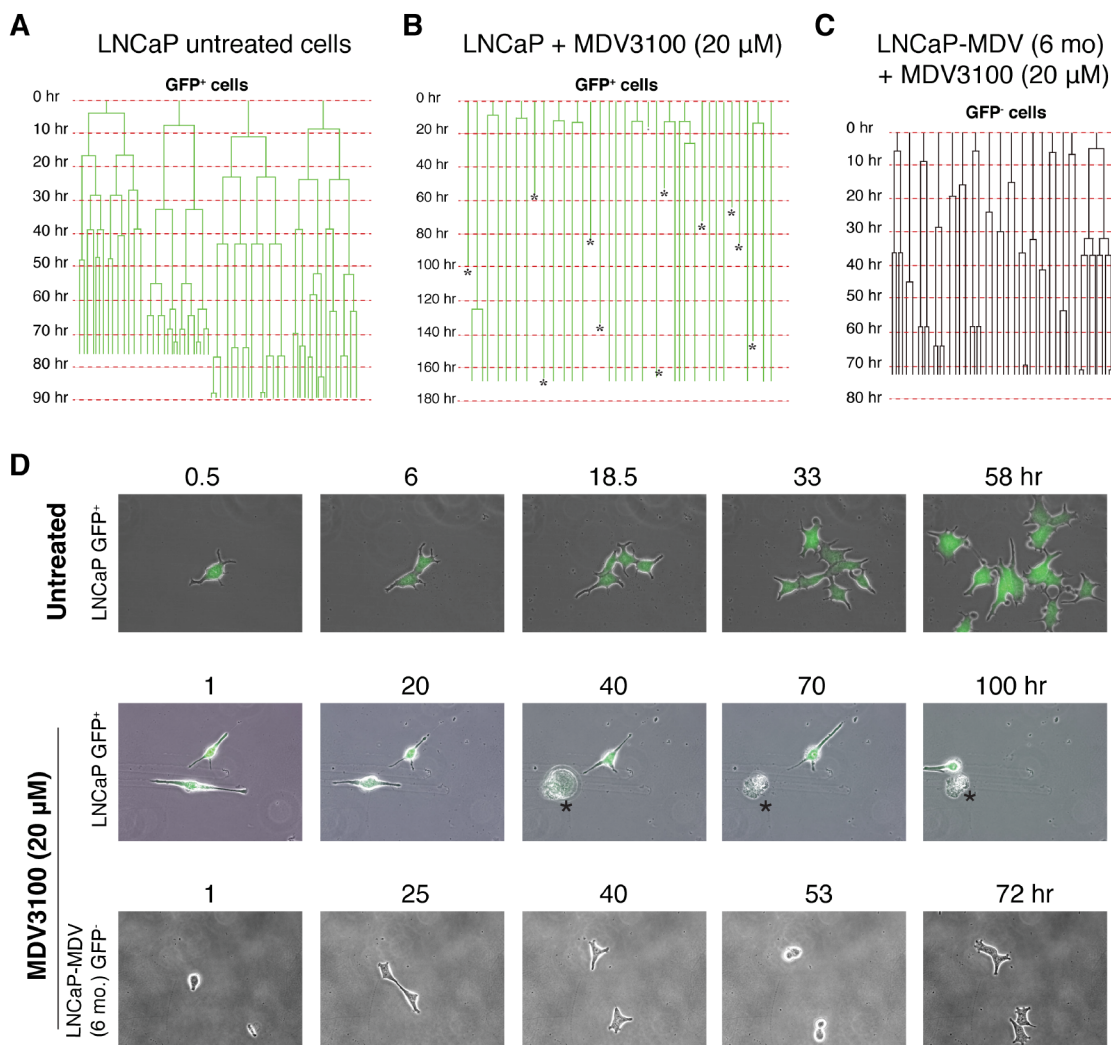 A
LNCaP untreated cells
GFP⁺ cells
0 hr
10 hr
20 hr
30 hr
40 hr
50 hr
60 hr
70 hr
80 hr
90 hr
B
LNCaP + MDV3100 (20 µM)
GFP⁺ cells
0 hr
20 hr
40 hr
60 hr
80 hr
100 hr
120 hr
140 hr
160 hr
180 hr
*
*
*
*
*
*
*
*
*
*
*
C
LNCaP-MDV (6 mo)
+ MDV3100 (20 µM)
GFP⁻ cells
0 hr
10 hr
20 hr
30 hr
40 hr
50 hr
60 hr
70 hr
80 hr
D
Untreated
LNCaP GFP⁺
0.5 6 18.5 33 58 hr
MDV3100 (20 µM)
LNCaP GFP⁺
1 20 40 70 100 hr
* * *
LNCaP-MDV
(6 mo.) GFP⁻
1 25 40 53 72 hr